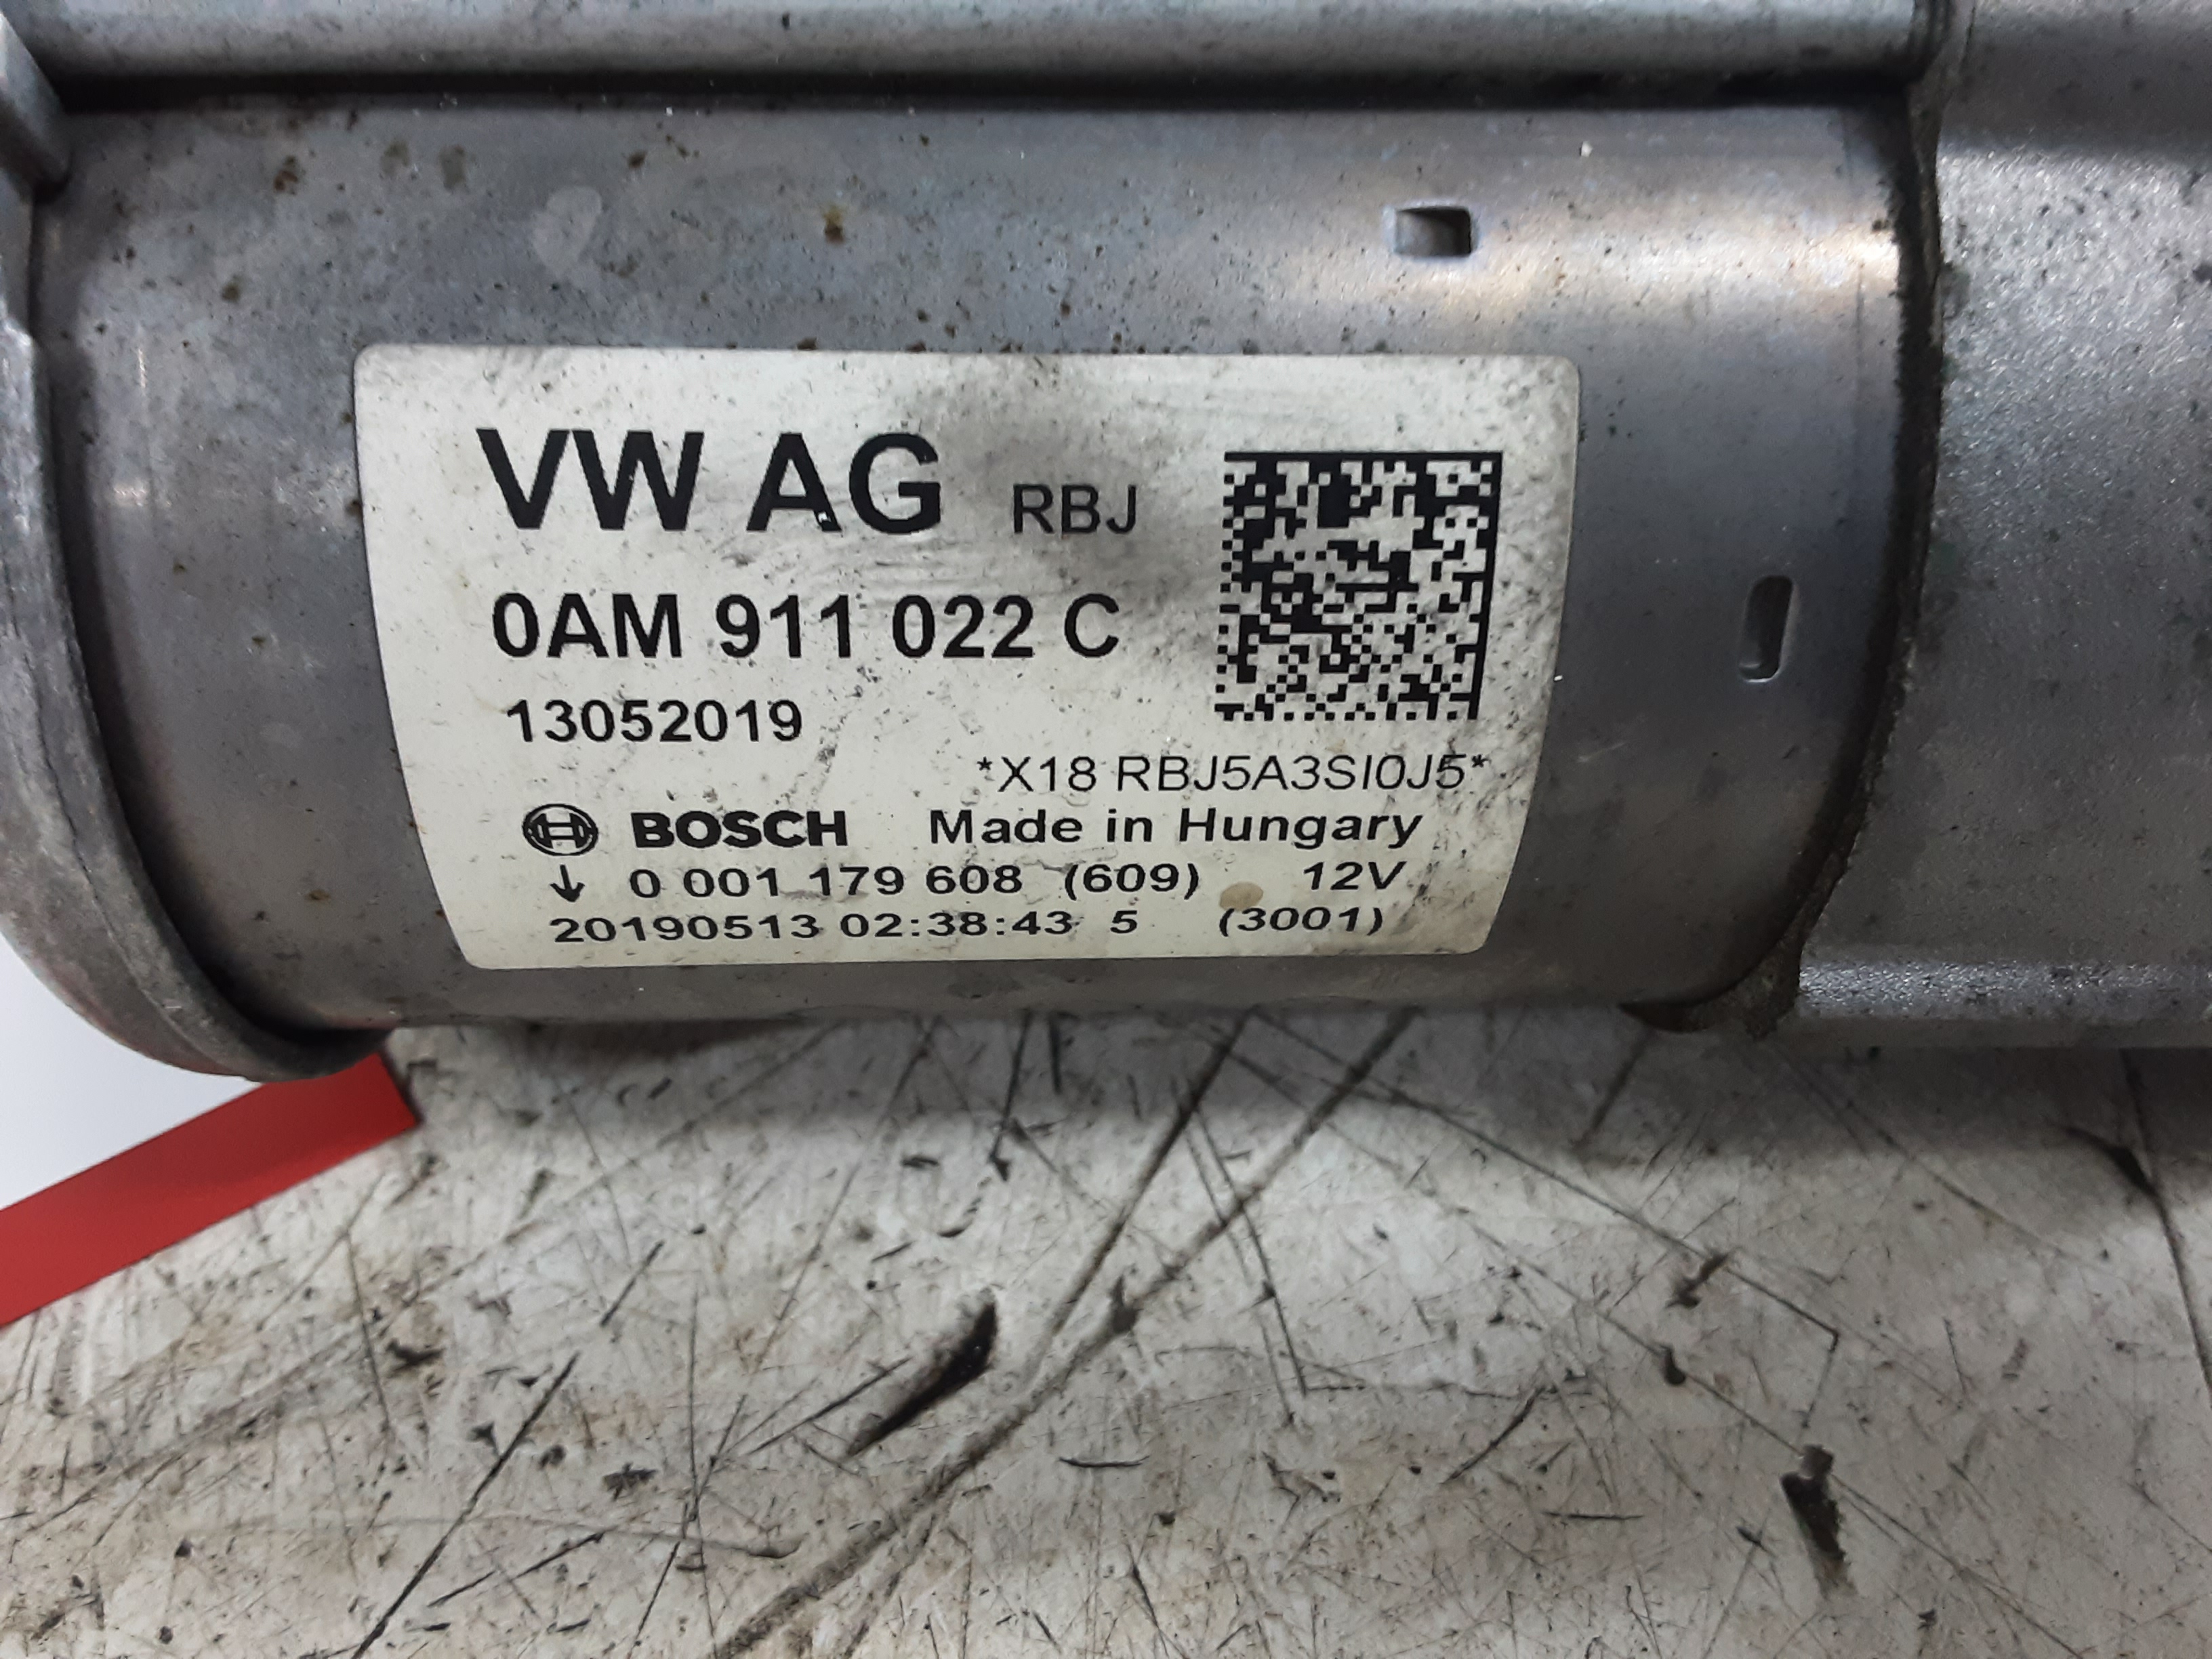 VW AG RBJ
0AM 911 022 C
13052019
*X18 RBJ5A3SI0J5*
BOSCH Made in Hungary
↓ 0 001 179 608 (609) 12V
20190513 02:38:43 5 (3001)